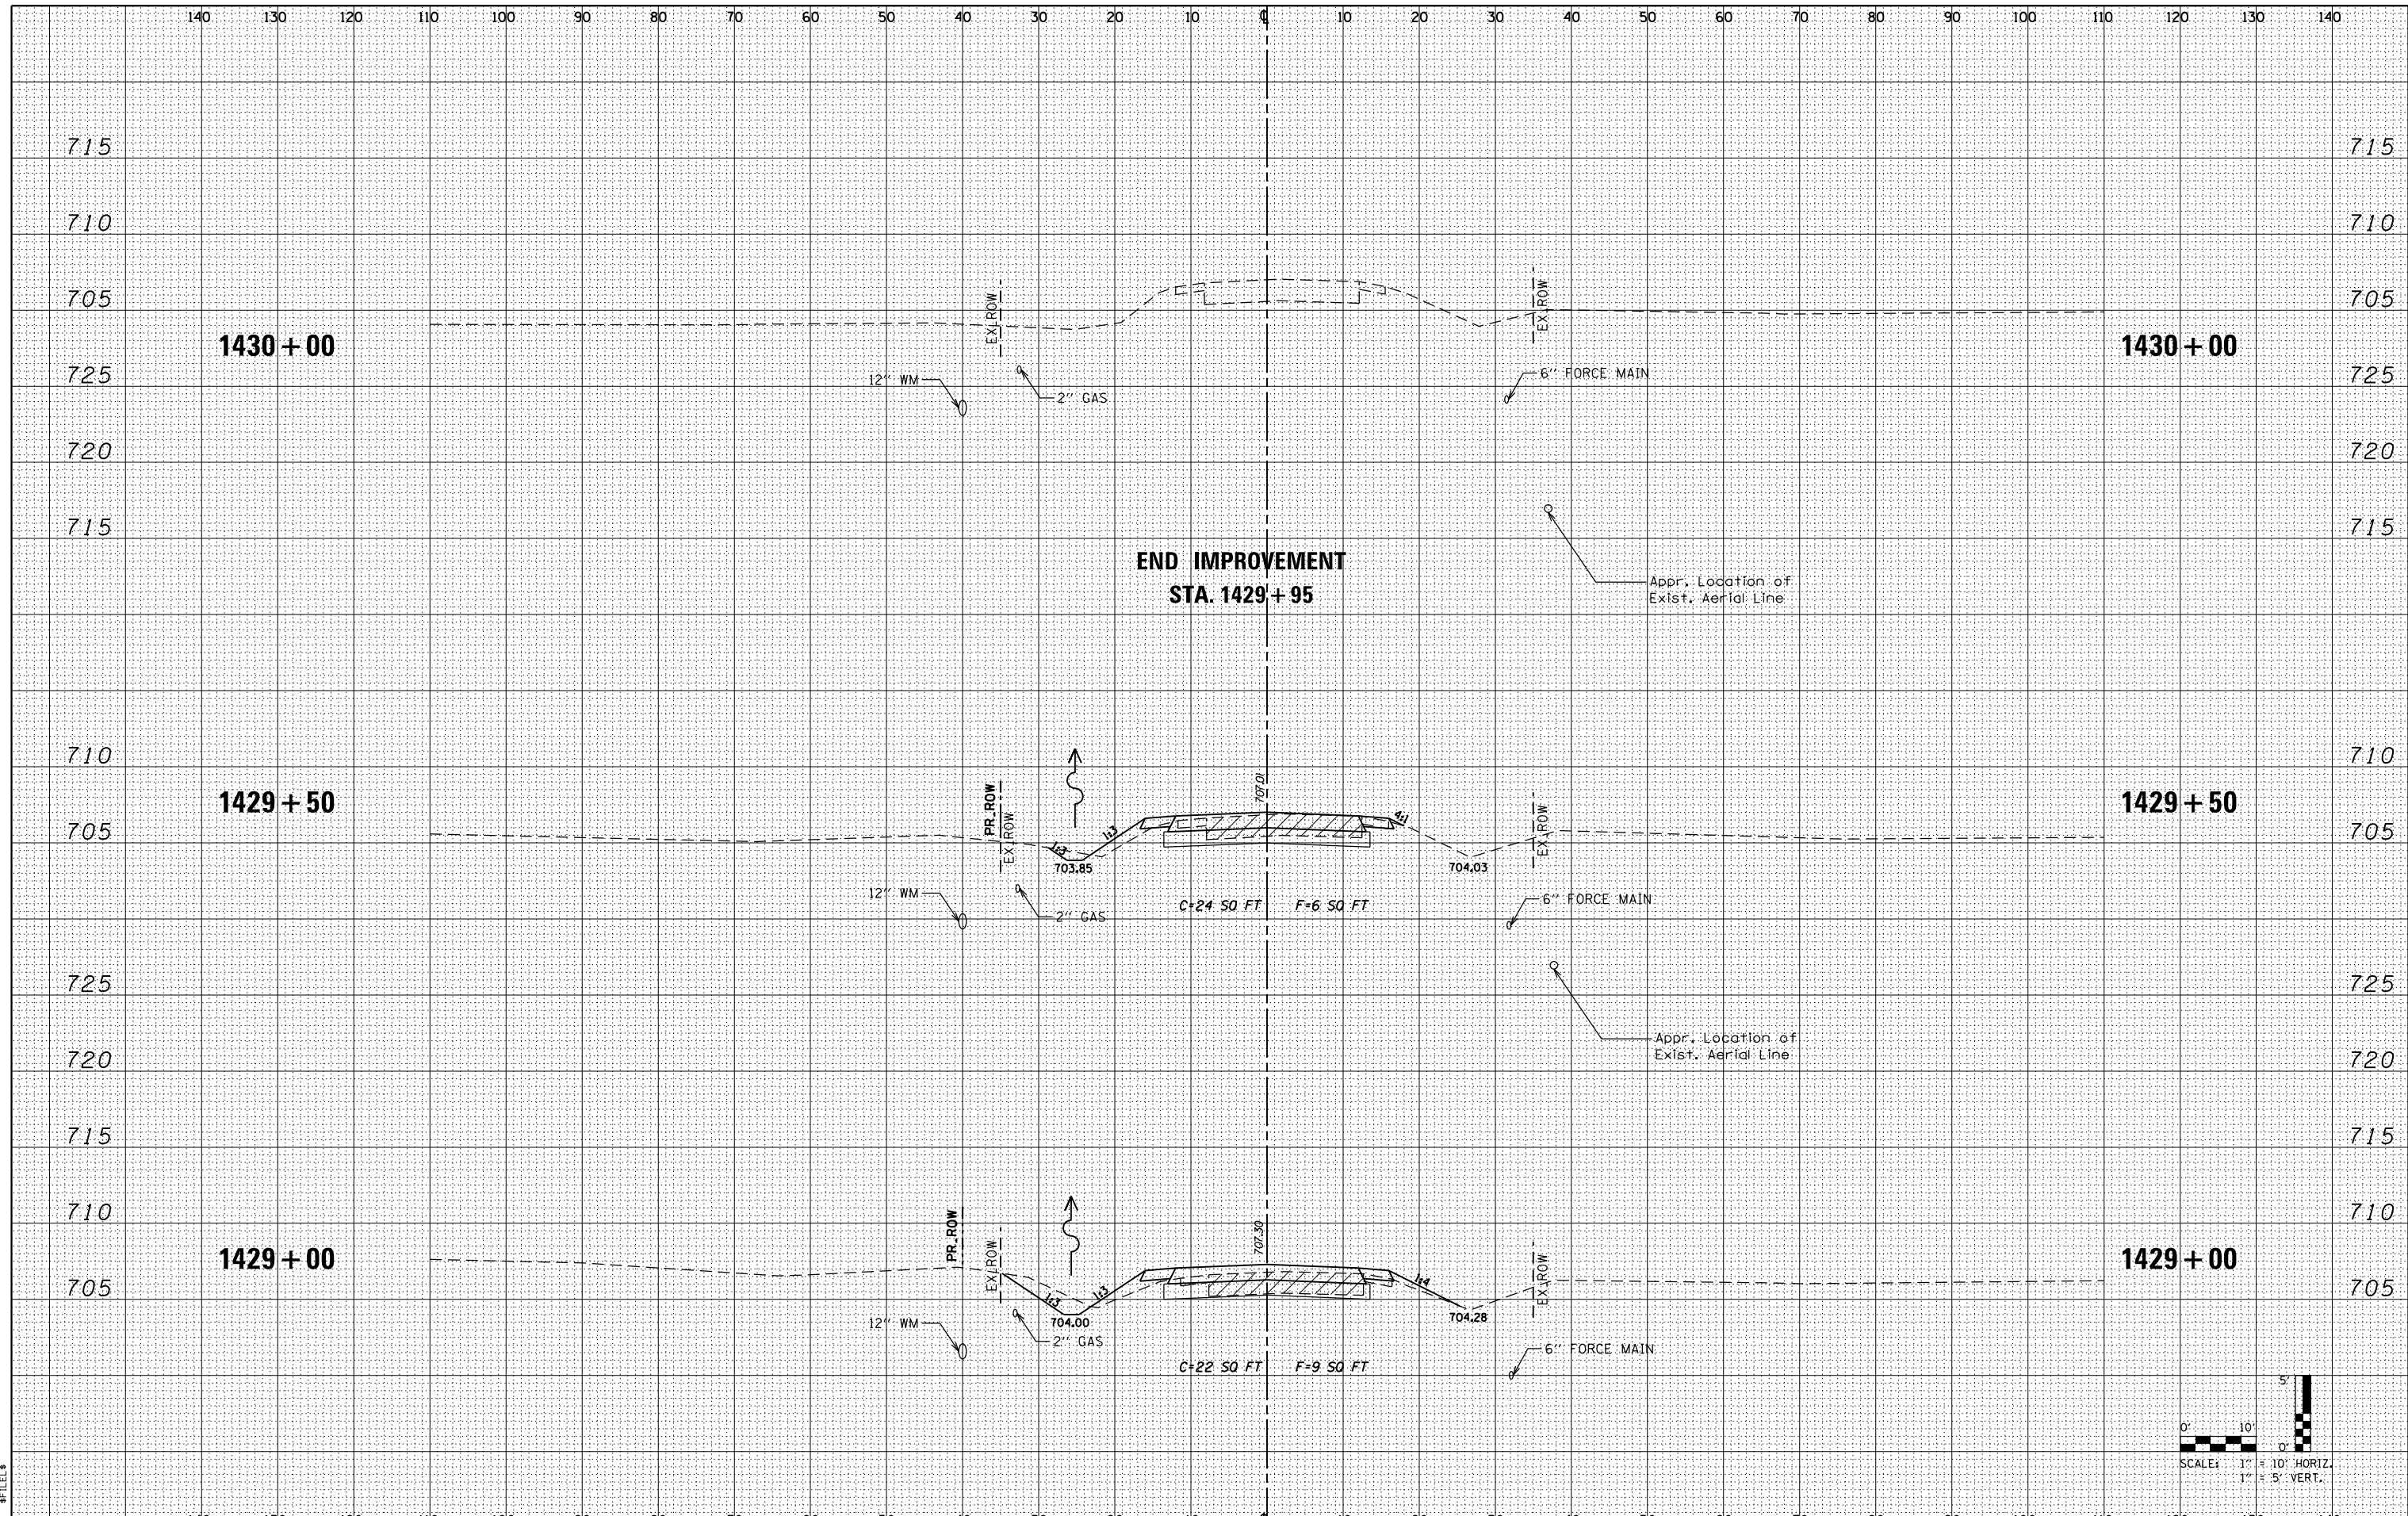 140 130 120 110 100 90 80 70 60 50 40 30 20 10 ℄ 10 20 30 40 50 60 70 80 90 100 110 120 130 140
715 715
710 710
705 705
EX. ROW EX. ROW
1430+00 1430+00
725 725
12" WM 2" GAS 6" FORCE MAIN
720 720
715 715
END IMPROVEMENT
STA. 1429+95
Appr. Location of
Exist. Aerial Line
710 710
707.01
1429+50 1429+50
PR. ROW
EX. ROW EX. ROW
705 705
1:3 1:3 4:1
703.85 704.03
12" WM 2" GAS 6" FORCE MAIN
C=24 SQ FT F=6 SQ FT
725 725
Appr. Location of
Exist. Aerial Line
720 720
715 715
710 710
707.30
PR. ROW
1429+00 1429+00
EX. ROW EX. ROW
705 705
1:3 1:3 1:4
704.00 704.28
12" WM 2" GAS 6" FORCE MAIN
C=22 SQ FT F=9 SQ FT
5'
0' 10'
0'
SCALE: 1" = 10' HORIZ.
1" = 5' VERT.
$FILEL$